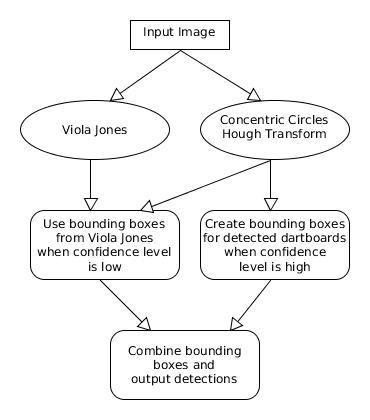 Input Image
Viola Jones
Concentric Circles
Hough Transform
Use bounding boxes
from Viola Jones
when confidence level
is low
Create bounding boxes
for detected dartboards
when confidence
level is high
Combine bounding
boxes and
output detections